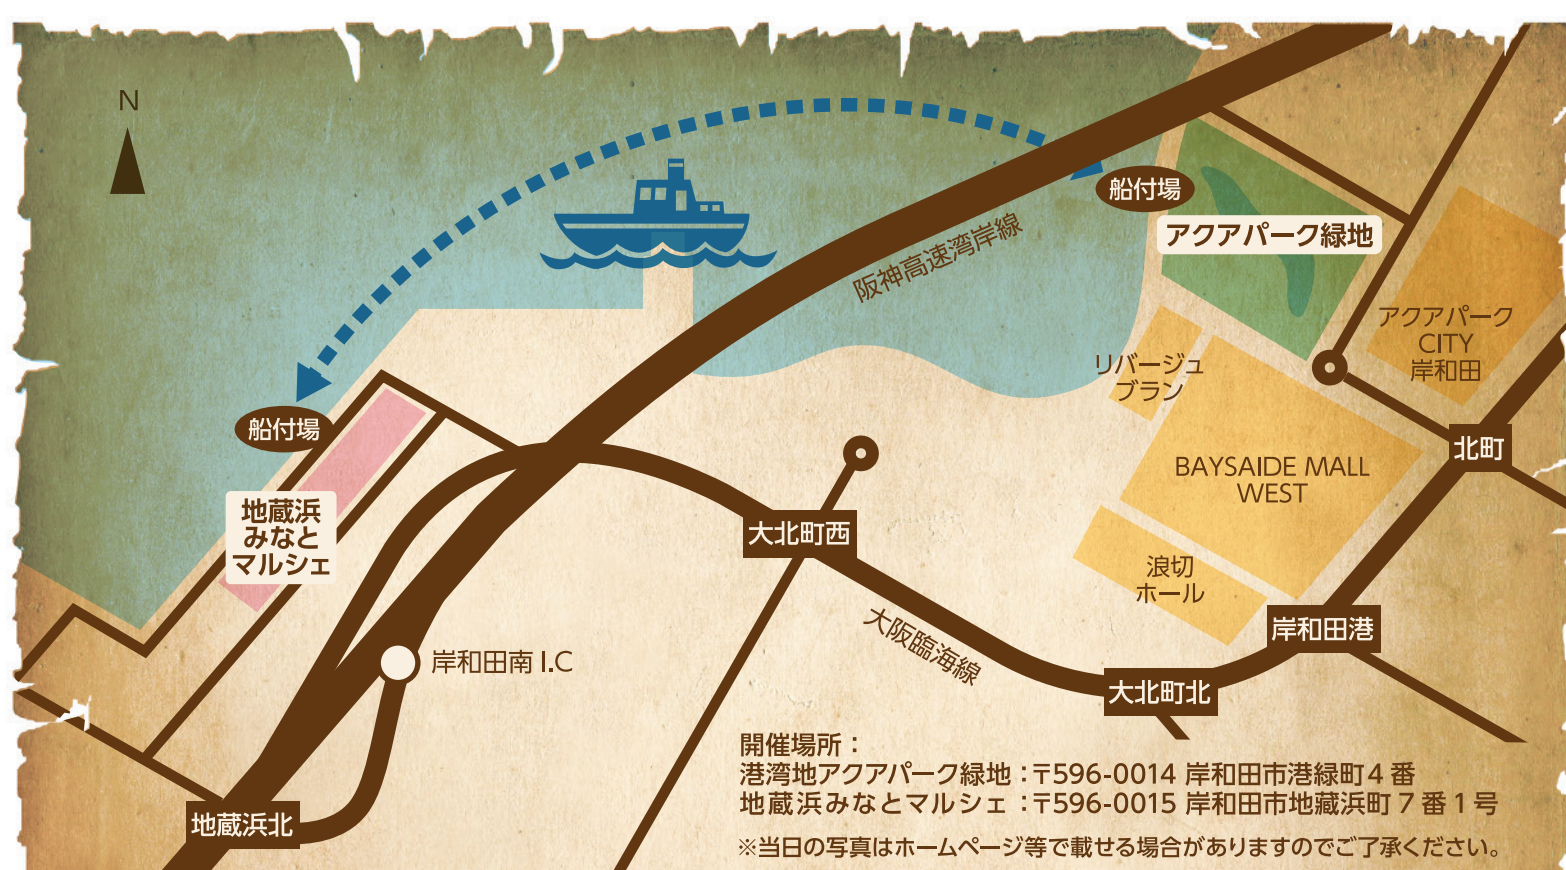 N
船付場
アクアパーク緑地
阪神高速湾岸線
アクアパーク
CITY
岸和田
リバージュ
ブラン
船付場
北町
BAYSAIDE MALL
WEST
地蔵浜
みなと
マルシェ
大北町西
浪切
ホール
大阪臨海線
岸和田港
岸和田南 I.C
大北町北
地蔵浜北
開催場所：
港湾地アクアパーク緑地：〒596-0014 岸和田市港緑町4番
地蔵浜みなとマルシェ：〒596-0015 岸和田市地藏浜町7番1号
※当日の写真はホームページ等で載せる場合がありますのでご了承ください。